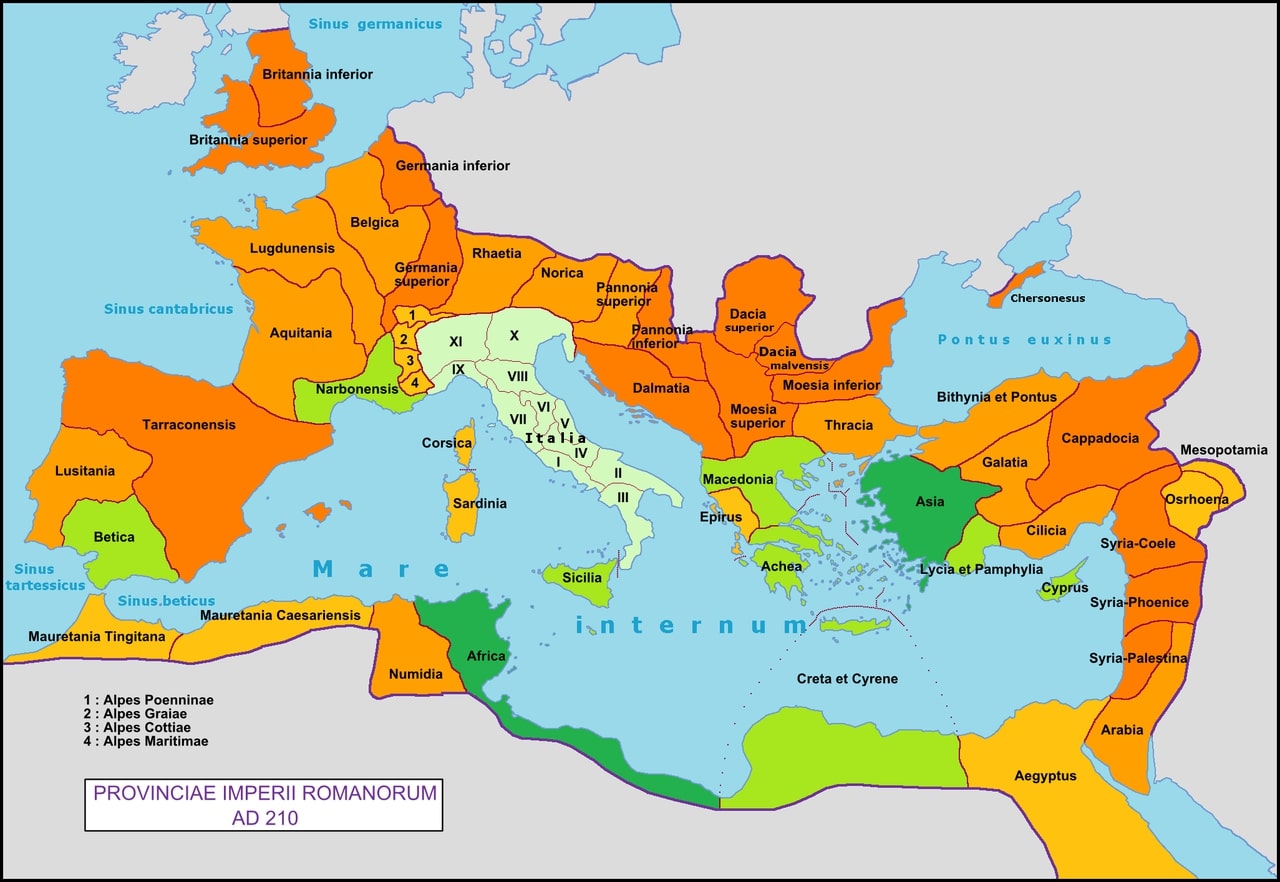 Sinus germanicus
Britannia inferior
Britannia superior
Germania inferior
Belgica
Lugdunensis
Rhaetia
Germania
superior
Norica
Pannonia
superior
Chersonesus
Sinus cantabricus
1
XI
X
Dacia
superior
Aquitania
2
Pannonia
inferior
Pontus euxinus
3
IX
Dacia
malvensis
4
VIII
Narbonensis
Dalmatia
Moesia inferior
Bithynia et Pontus
VI
VII
V
Moesia
superior
Tarraconensis
Thracia
Italia
Cappadocia
Corsica
IV
Mesopotamia
I
Galatia
Lusitania
II
Macedonia
III
Osrhoena
Sardinia
Asia
Epirus
Betica
Cilicia
Syria-Coele
Sinus
tartessicus
Mare
Achea
Lycia et Pamphylia
Sicilia
Cyprus
Sinus.beticus
Syria-Phoenice
Mauretania Caesariensis
internum
Mauretania Tingitana
Africa
Syria-Palestina
Numidia
Creta et Cyrene
1 : Alpes Poenninae
2 : Alpes Graiae
3 : Alpes Cottiae
4 : Alpes Maritimae
Arabia
Aegyptus
PROVINCIAE IMPERII ROMANORUM
AD 210